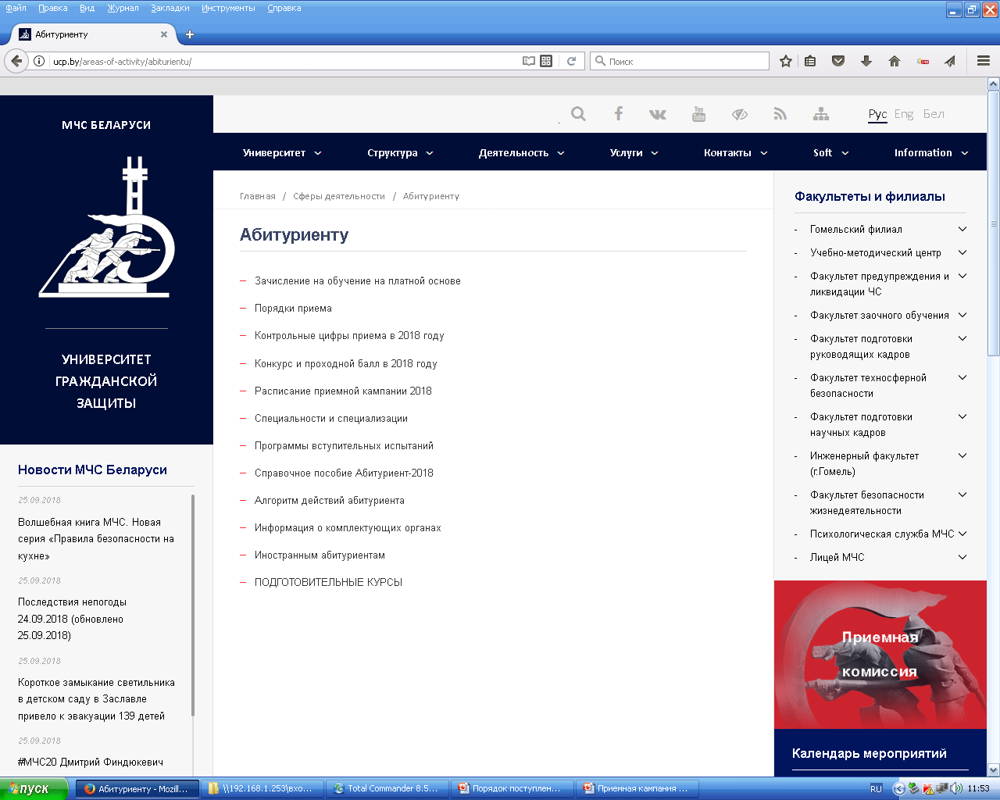 Файл Правка Вид Журнал Закладки Инструменты Справка
Абитуриенту
ucp.by/areas-of-activity/abiturientu/
Поиск
МЧС БЕЛАРУСИ
УНИВЕРСИТЕТ
ГРАЖДАНСКОЙ
ЗАЩИТЫ
You
Tube
Рус Eng Бел
Университет Структура Деятельность Услуги Контакты Soft Information
Главная / Сферы деятельности / Абитуриенту
Абитуриенту
– Зачисление на обучение на платной основе
– Порядки приема
– Контрольные цифры приема в 2018 году
– Конкурс и проходной балл в 2018 году
– Расписание приемной кампании 2018
– Специальности и специализации
– Программы вступительных испытаний
– Справочное пособие Абитуриент-2018
– Алгоритм действий абитуриента
– Информация о комплектующих органах
– Иностранным абитуриентам
– ПОДГОТОВИТЕЛЬНЫЕ КУРСЫ
Новости МЧС Беларуси
25.09.2018
Волшебная книга МЧС. Новая
серия «Правила безопасности на
кухне»
25.09.2018
Последствия непогоды
24.09.2018 (обновлено
25.09.2018)
25.09.2018
Короткое замыкание светильника
в детском саду в Заславле
привело к эвакуации 139 детей
25.09.2018
#МЧС20 Дмитрий Финдюкевич
Факультеты и филиалы
- Гомельский филиал
- Учебно-методический центр
- Факультет предупреждения и
ликвидации ЧС
- Факультет заочного обучения
- Факультет подготовки
руководящих кадров
- Факультет техносферной
безопасности
- Факультет подготовки
научных кадров
- Инженерный факультет
(г.Гомель)
- Факультет безопасности
жизнедеятельности
- Психологическая служба МЧС
- Лицей МЧС
Приемная
комиссия
Календарь мероприятий
пуск
Абитуриенту - Mozill...
\\192.168.1.253\вхо...
Total Commander 8.5...
Порядок поступлен...
Приемная кампания ...
RU
11:53